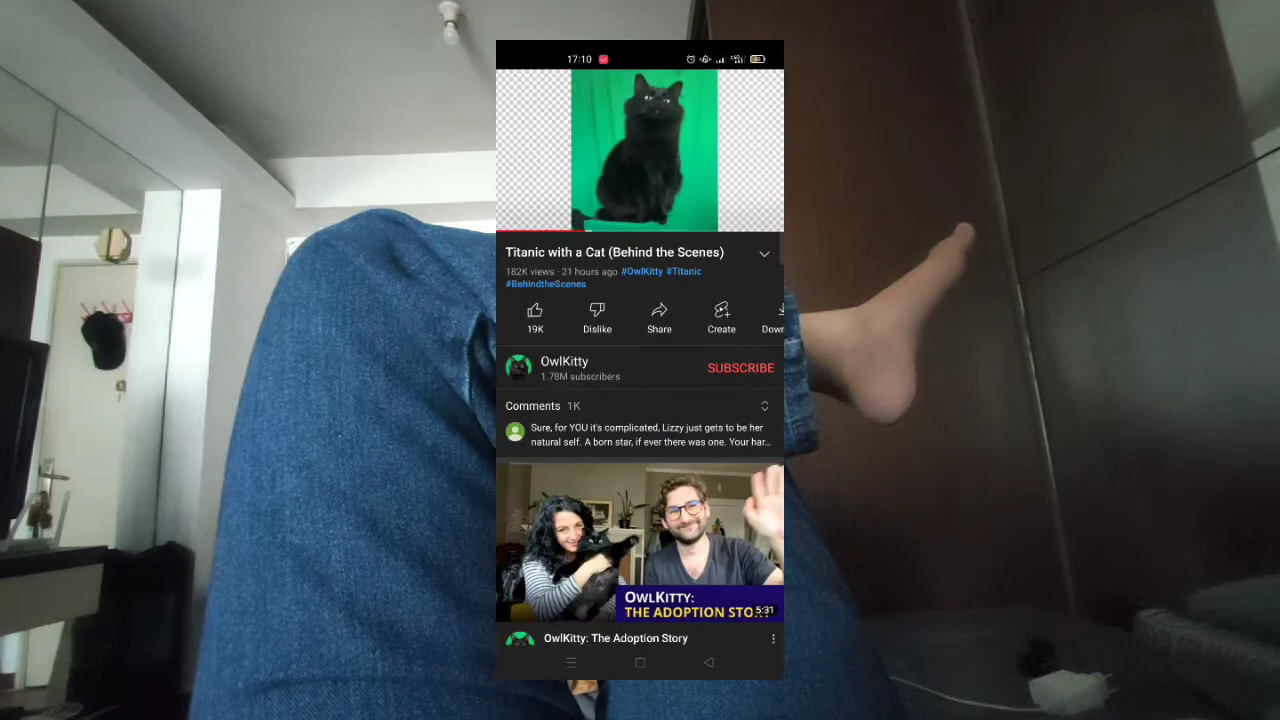 17:10
Titanic with a Cat (Behind the Scenes)
182K views · 21 hours ago #OwlKitty #Titanic
#BehindtheScenes
19K
Dislike
Share
Create
Down
OwlKitty
1.78M subscribers
SUBSCRIBE
Comments 1K
Sure, for YOU it's complicated, Lizzy just gets to be her
natural self. A born star, if ever there was one. Your har...
OWLKITTY:
THE ADOPTION STO
5:31
OwlKitty: The Adoption Story